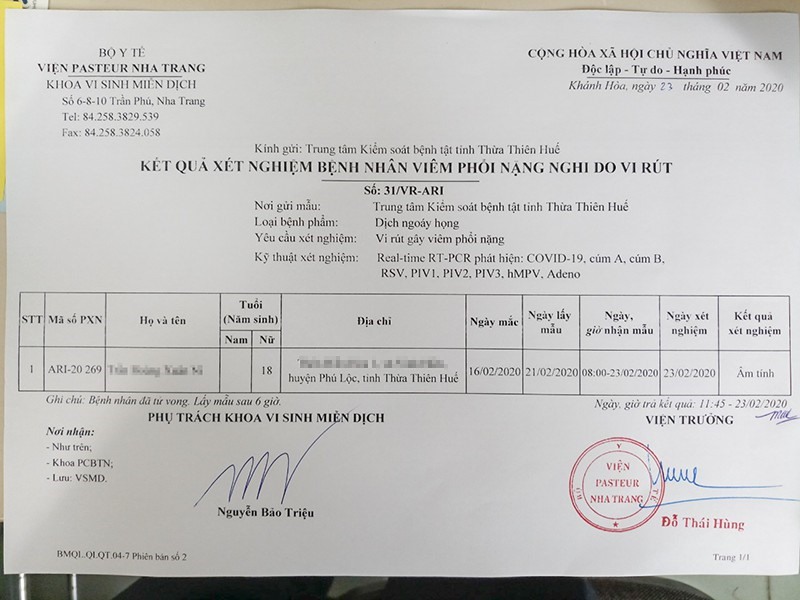 BỘ Y TẾ
VIỆN PASTEUR NHA TRANG
KHOA VI SINH MIỄN DỊCH
Số 6-8-10 Trần Phú, Nha Trang
Tel: 84.258.3829.539
Fax: 84.258.3824.058
CỘNG HÒA XÃ HỘI CHỦ NGHĨA VIỆT NAM
Độc lập - Tự do - Hạnh phúc
Khánh Hòa, ngày 23 tháng 02 năm 2020
Kính gửi: Trung tâm Kiểm soát bệnh tật tỉnh Thừa Thiên Huế
KẾT QUẢ XÉT NGHIỆM BỆNH NHÂN VIÊM PHỔI NẶNG NGHI DO VI RÚT
Số: 31/VR-ARI
Nơi gửi mẫu: Trung tâm Kiểm soát bệnh tật tỉnh Thừa Thiên Huế
Loại bệnh phẩm: Dịch ngoáy họng
Yêu cầu xét nghiệm: Vi rút gây viêm phổi nặng
Kỹ thuật xét nghiệm: Real-time RT-PCR phát hiện: COVID-19, cúm A, cúm B,
RSV, PIV1, PIV2, PIV3, hMPV, Adeno
STT Mã số PXN Họ và tên Tuổi (Năm sinh) Nam Nữ Địa chỉ Ngày mắc Ngày lấy mẫu Ngày, giờ nhận mẫu Ngày xét nghiệm Kết quả xét nghiệm
1 ARI-20 269 18 huyện Phú Lộc, tỉnh Thừa Thiên Huế 16/02/2020 21/02/2020 08:00-23/02/2020 23/02/2020 Âm tính
Ghi chú: Bệnh nhân đã tử vong. Lấy mẫu sau 6 giờ.
Ngày, giờ trả kết quả: 11:45 - 23/02/2020
PHỤ TRÁCH KHOA VI SINH MIỄN DỊCH
VIỆN TRƯỞNG
Nơi nhận:
- Như trên;
- Khoa PCBTN;
- Lưu: VSMD.
Nguyễn Bảo Triệu
BỘ Y TẾ
VIỆN
PASTEUR
NHA TRANG
Đỗ Thái Hùng
BMQL.QLQT.04-7 Phiên bản số 2
Trang 1/1